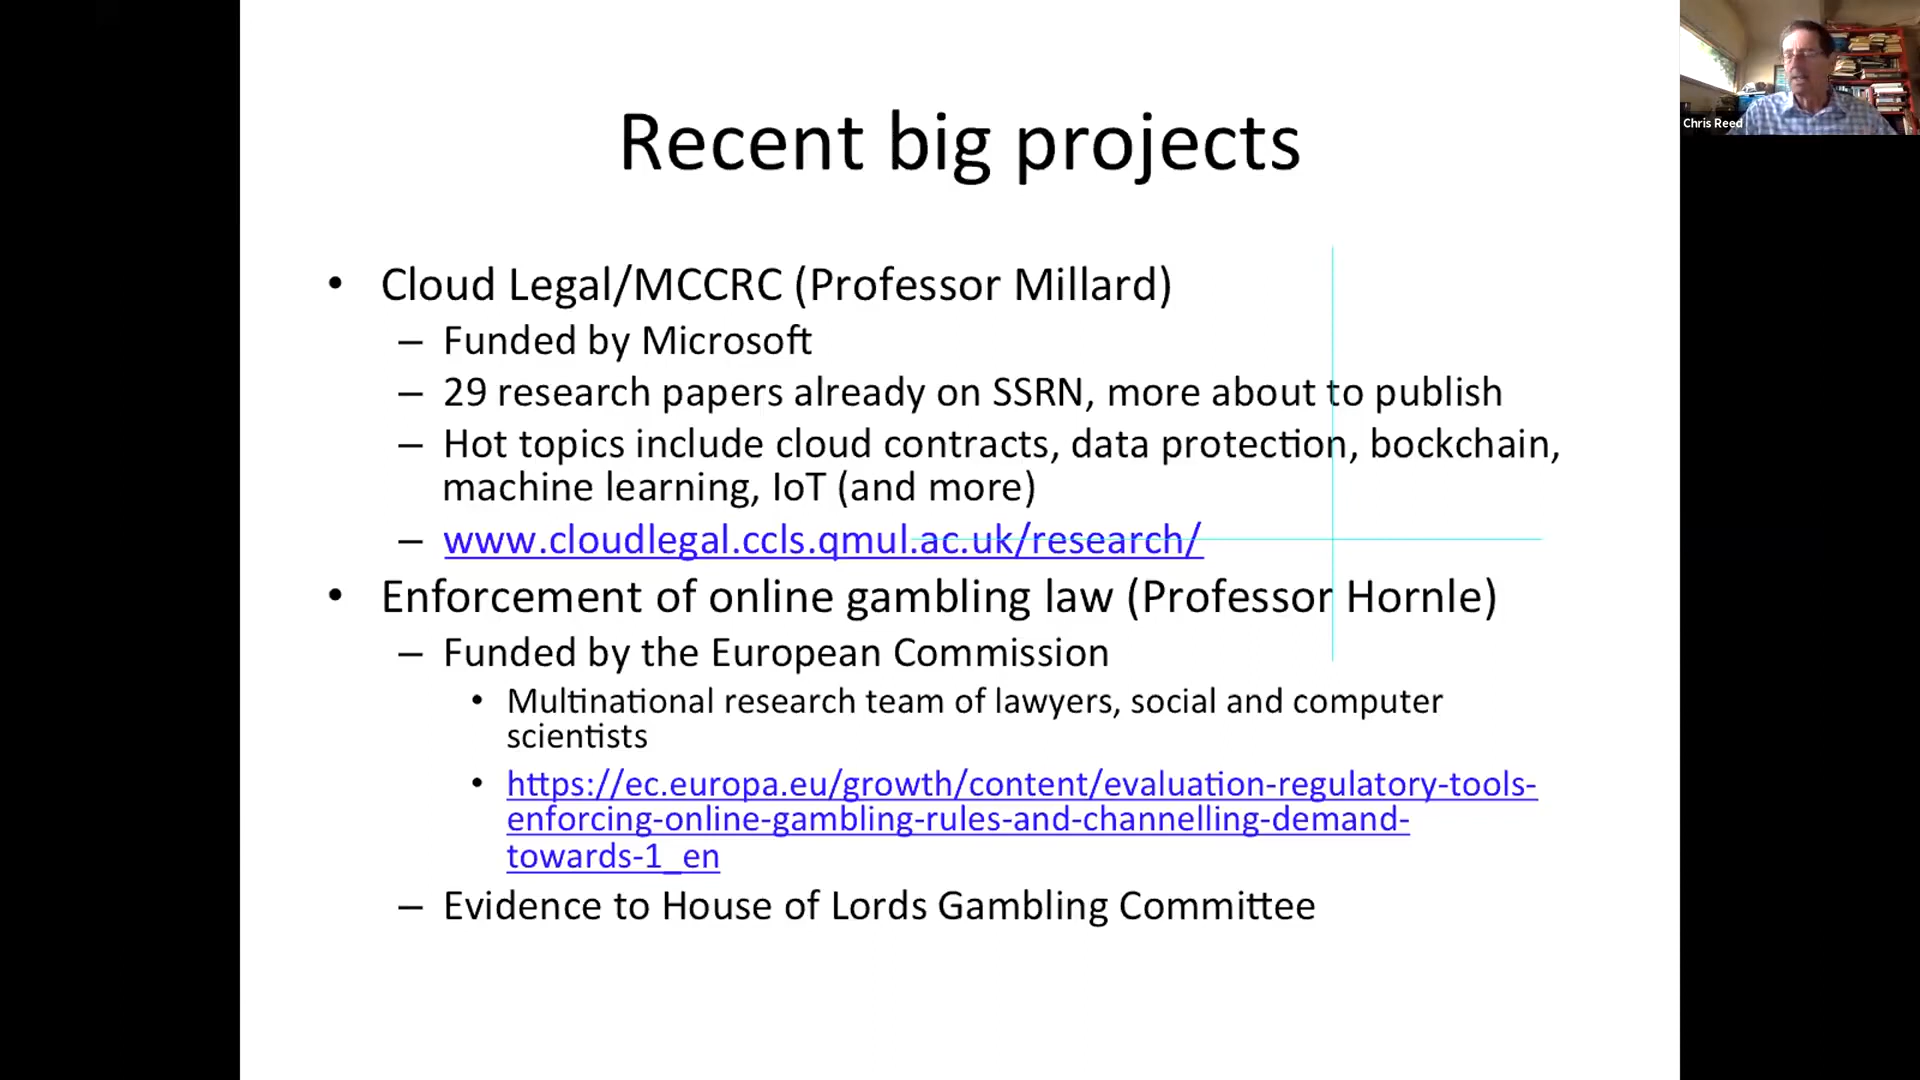 Recent big projects
Chris Reed
• Cloud Legal/MCCRC (Professor Millard)
– Funded by Microsoft
– 29 research papers already on SSRN, more about to publish
– Hot topics include cloud contracts, data protection, bockchain,
machine learning, IoT (and more)
– www.cloudlegal.ccls.qmul.ac.uk/research/
• Enforcement of online gambling law (Professor Hornle)
– Funded by the European Commission
• Multinational research team of lawyers, social and computer
scientists
• https://ec.europa.eu/growth/content/evaluation-regulatory-tools-
enforcing-online-gambling-rules-and-channelling-demand-
towards-1_en
– Evidence to House of Lords Gambling Committee